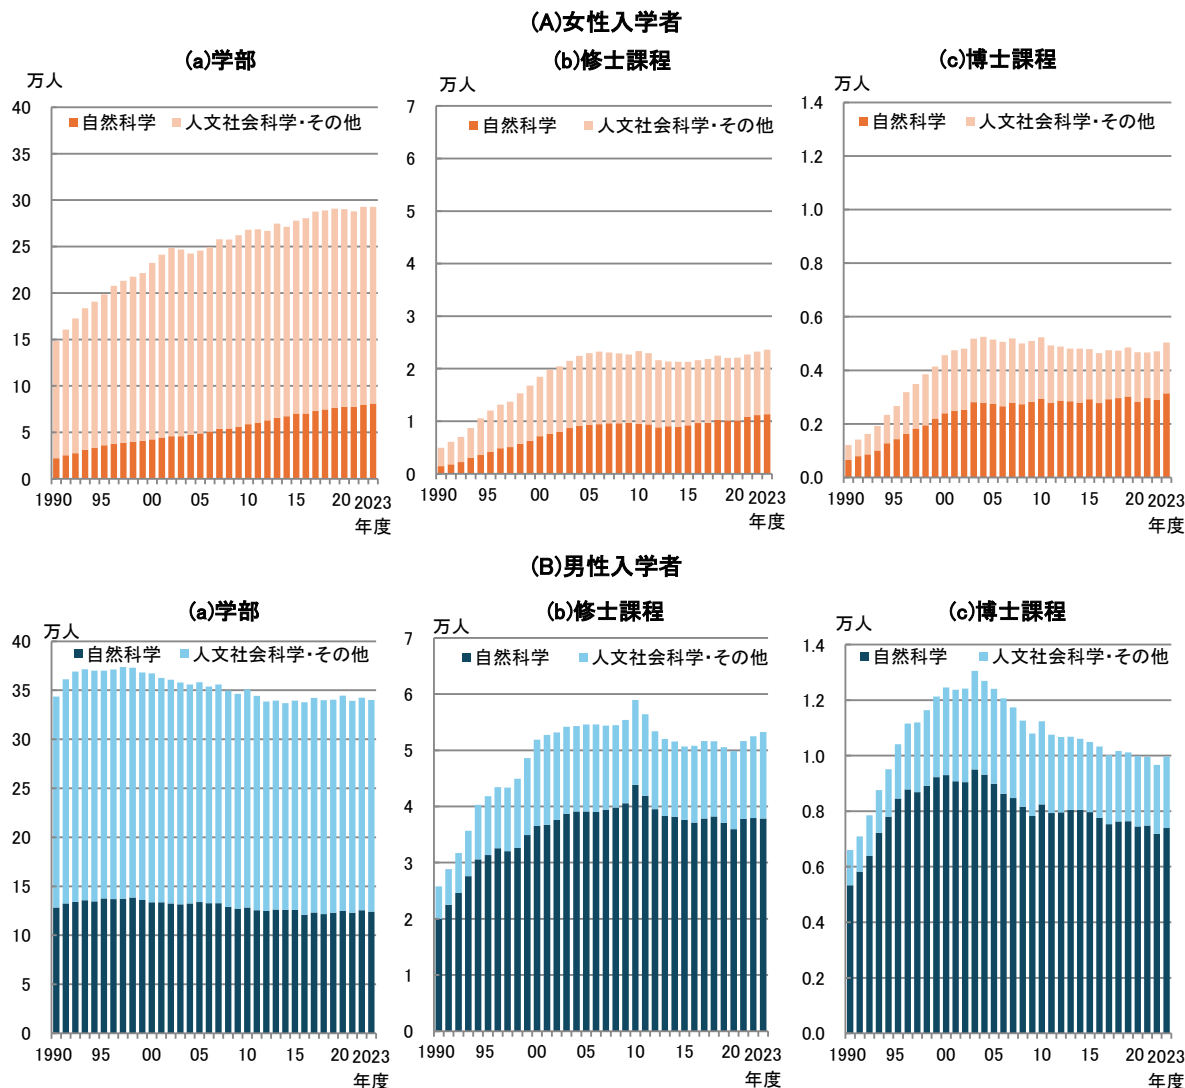 (A)女性入学者
(a)学部
万人
自然科学 人文社会科学・その他
40
35
30
25
20
15
10
5
0
1990 95 00 05 10 15 20 2023
年度
(b)修士課程
万人
自然科学 人文社会科学・その他
7
6
5
4
3
2
1
0
1990 95 00 05 10 15 20 2023
年度
(c)博士課程
万人
自然科学 人文社会科学・その他
1.4
1.2
1.0
0.8
0.6
0.4
0.2
0.0
1990 95 00 05 10 15 20 2023
年度
(B)男性入学者
(a)学部
万人
自然科学 人文社会科学・その他
40
35
30
25
20
15
10
5
0
1990 95 00 05 10 15 20 2023
年度
(b)修士課程
万人
自然科学 人文社会科学・その他
7
6
5
4
3
2
1
0
1990 95 00 05 10 15 20 2023
年度
(c)博士課程
万人
自然科学 人文社会科学・その他
1.4
1.2
1.0
0.8
0.6
0.4
0.2
0.0
1990 95 00 05 10 15 20 2023
年度